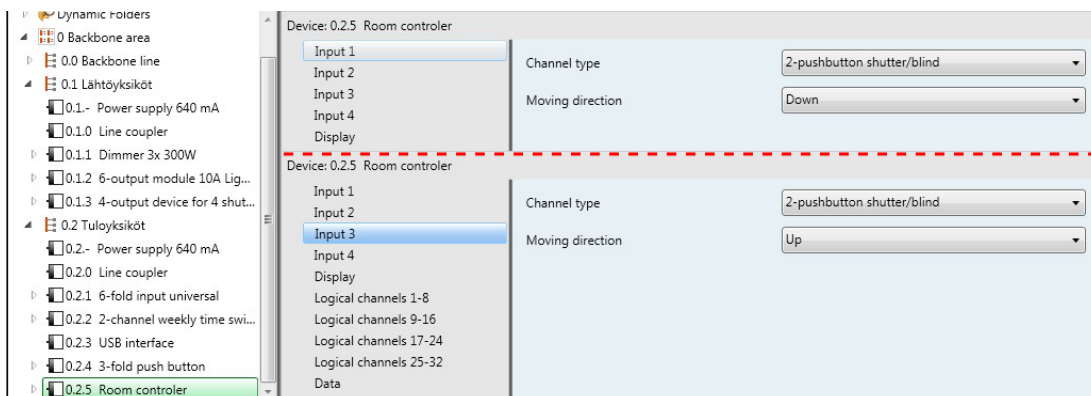 Dynamic Folders
0 Backbone area
0.0 Backbone line
0.1 Lähtöyksiköt
0.1.- Power supply 640 mA
0.1.0 Line coupler
0.1.1 Dimmer 3x 300W
0.1.2 6-output module 10A Lig...
0.1.3 4-output device for 4 shut...
0.2 Tuloyksiköt
0.2.- Power supply 640 mA
0.2.0 Line coupler
0.2.1 6-fold input universal
0.2.2 2-channel weekly time swi...
0.2.3 USB interface
0.2.4 3-fold push button
0.2.5 Room controler
Device: 0.2.5 Room controler
Input 1
Input 2
Input 3
Input 4
Display
Channel type 2-pushbutton shutter/blind
Moving direction Down
Device: 0.2.5 Room controler
Input 1
Input 2
Input 3
Input 4
Display
Logical channels 1-8
Logical channels 9-16
Logical channels 17-24
Logical channels 25-32
Data
Channel type 2-pushbutton shutter/blind
Moving direction Up